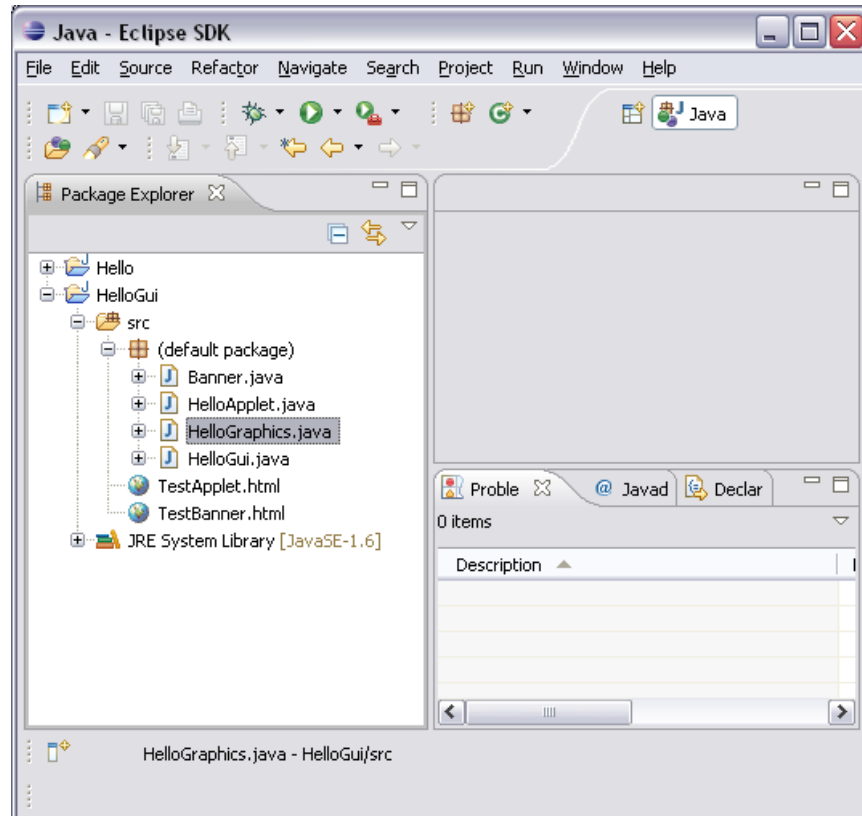 Java - Eclipse SDK
File Edit Source Refactor Navigate Search Project Run Window Help
Java
Package Explorer
Hello
HelloGui
src
(default package)
Banner.java
HelloApplet.java
HelloGraphics.java
HelloGui.java
TestApplet.html
TestBanner.html
JRE System Library [JavaSE-1.6]
Proble @ Javad Declar
0 items
Description
HelloGraphics.java - HelloGui/src